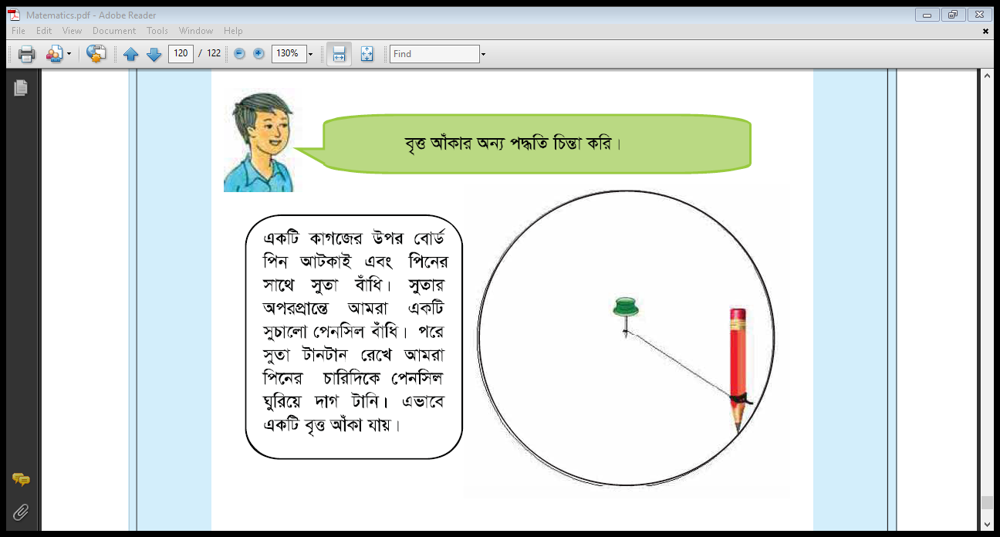 Matematics.pdf - Adobe Reader
File Edit View Document Tools Window Help
120 / 122 130% Find
বৃত্ত আঁকার অন্য পদ্ধতি চিন্তা করি।
একটি কাগজের উপর বোর্ড
পিন আটকাই এবং পিনের
সাথে সুতা বাঁধি। সুতার
অপরপ্রান্তে আমরা একটি
সুচালো পেনসিল বাঁধি। পরে
সুতা টানটান রেখে আমরা
পিনের চারিদিকে পেনসিল
ঘুরিয়ে দাগ টানি। এভাবে
একটি বৃত্ত আঁকা যায়।